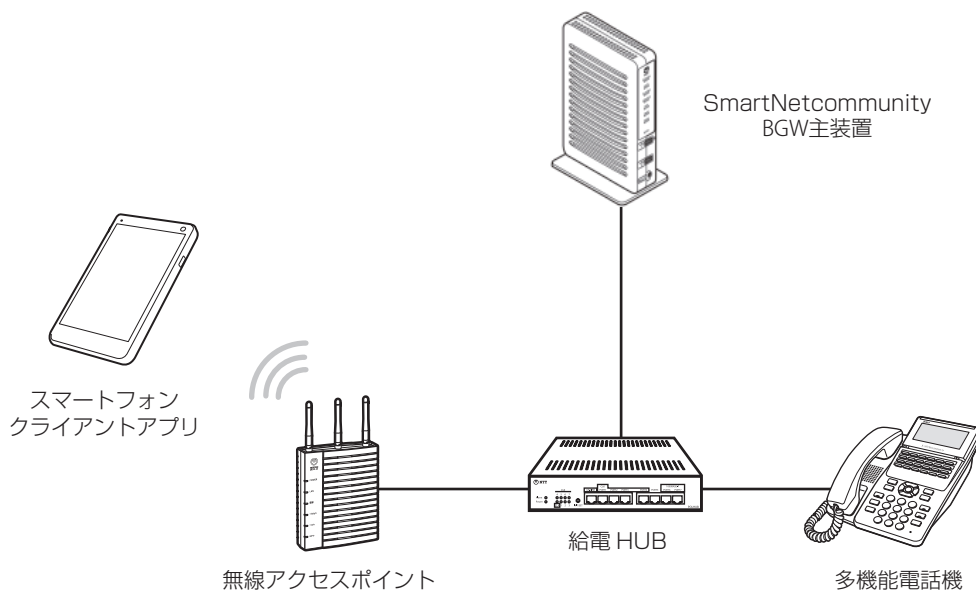 SmartNetcommunity
BGW主装置
スマートフォン
クライアントアプリ
NTT
給電 HUB
無線アクセスポイント
多機能電話機